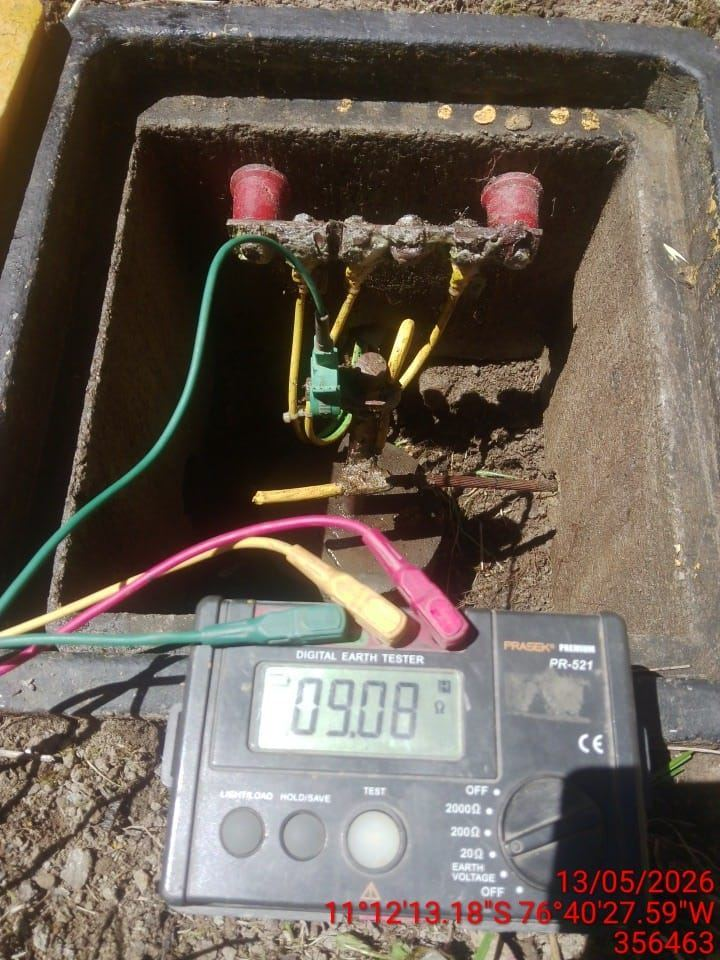 DIGITAL EARTH TESTER
PRASEK® PREMIUM
PR-521
09.08
H
Ω
CE
LIGHT/LOAD
HOLD/SAVE
TEST
OFF
2000Ω
200Ω
20Ω
EARTH
VOLTAGE
OFF
13/05/2026
11°12'13.18"S 76°40'27.59"W
356463